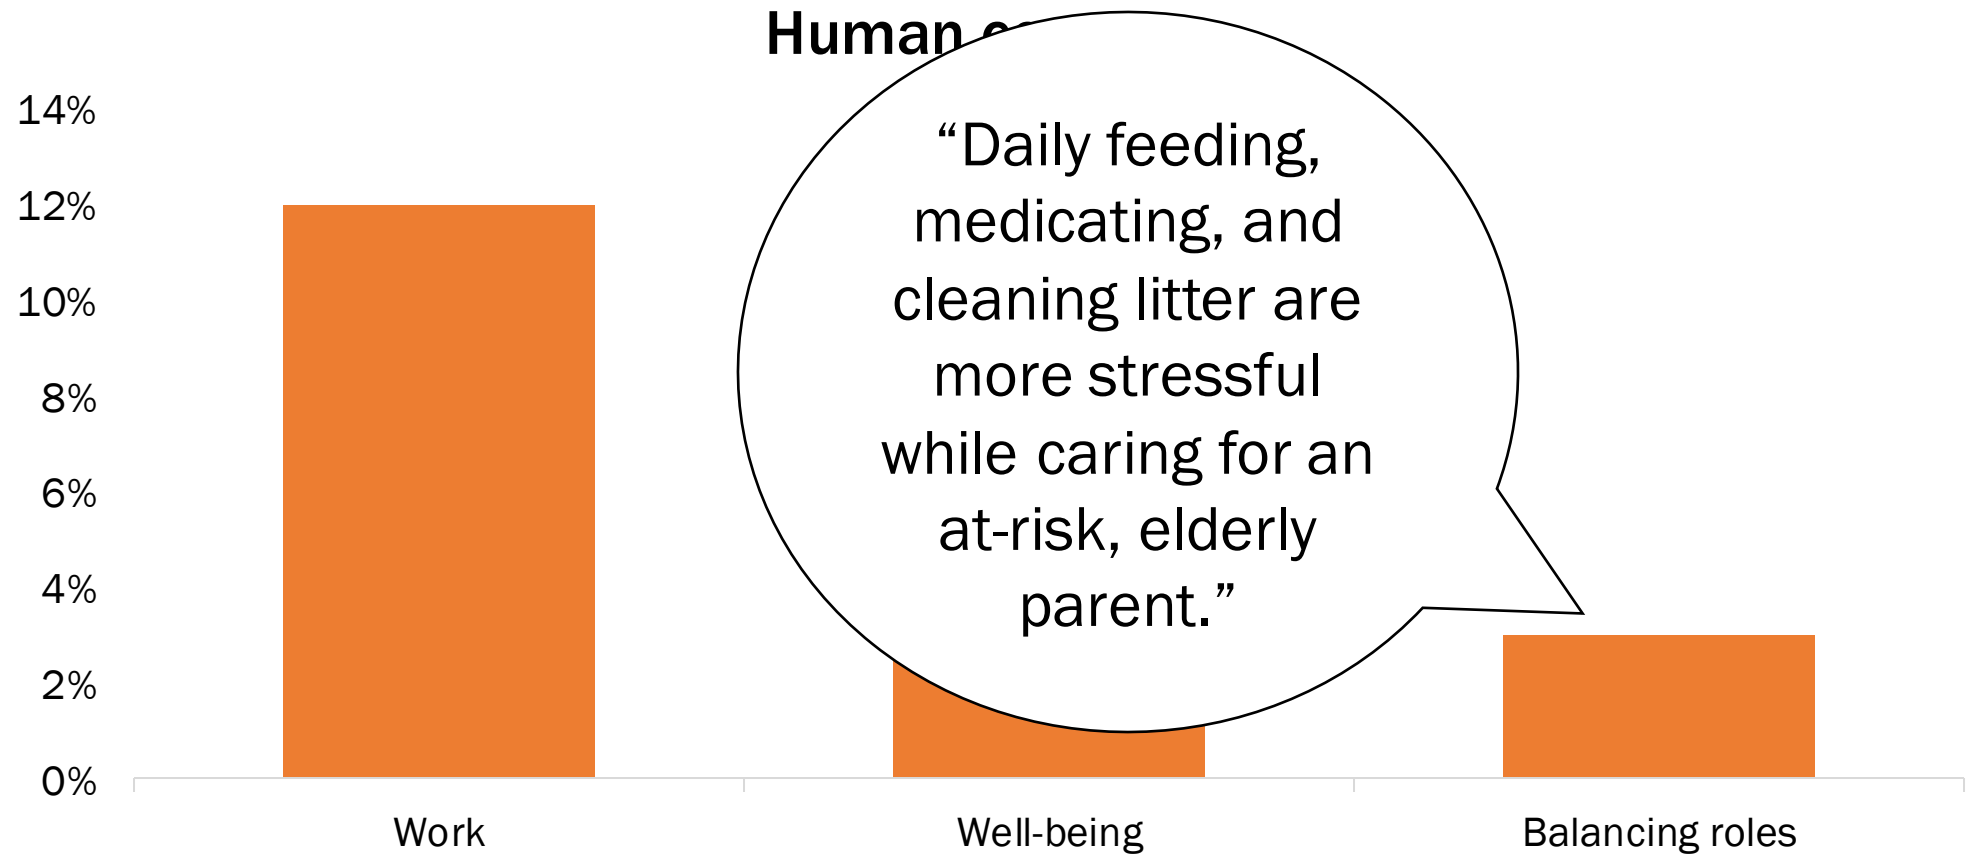 Human
14%
12%
10%
8%
6%
4%
2%
0%
“Daily feeding,
medicating, and
cleaning litter are
more stressful
while caring for an
at-risk, elderly
parent.”
Work
Well-being
Balancing roles